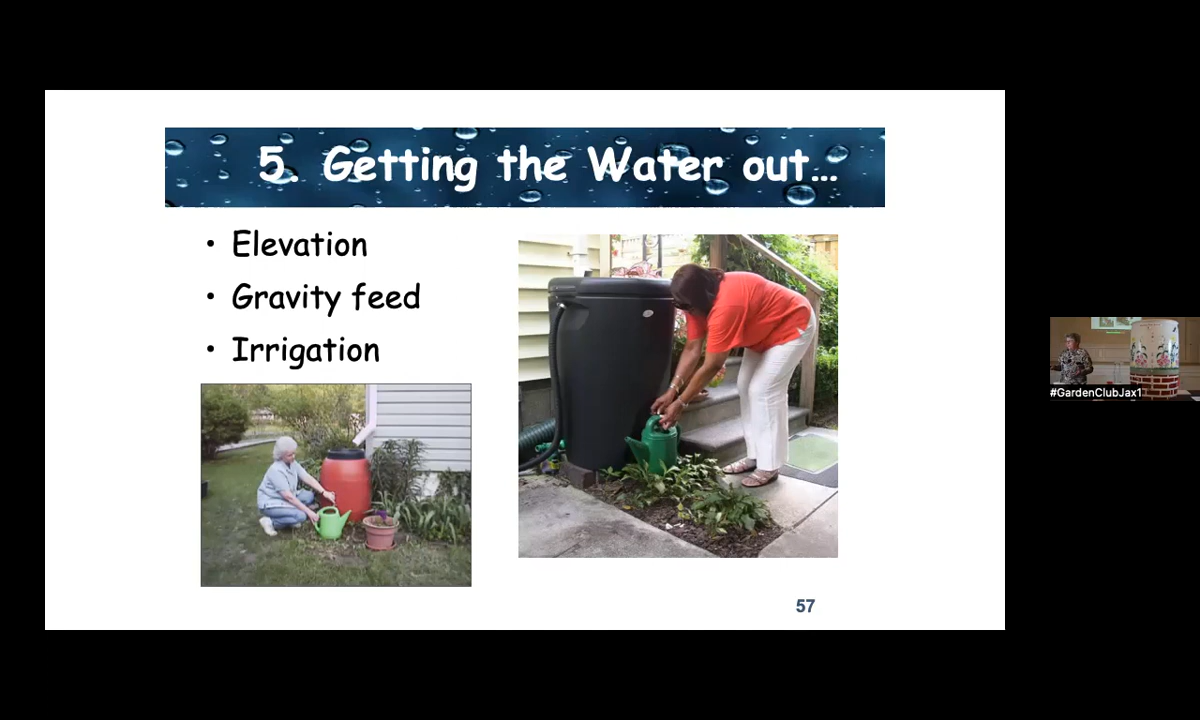 5. Getting the Water out…
• Elevation
• Gravity feed
• Irrigation
57
#GardenClubJax1